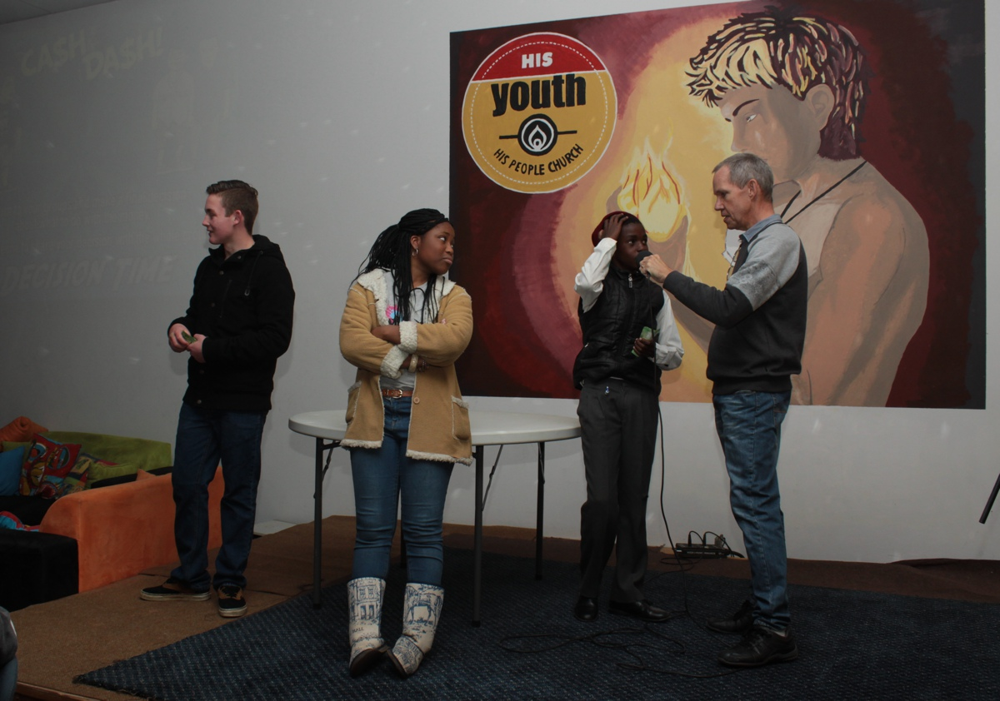 CASH
DASH!
DECISION TIME
HIS
youth
HIS PEOPLE CHURCH